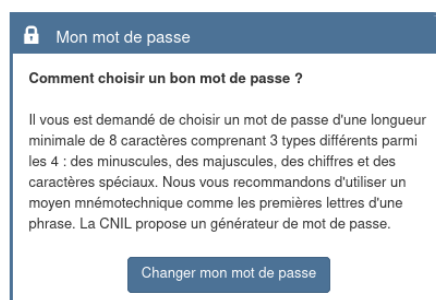 Mon mot de passe
Comment choisir un bon mot de passe ?
Il vous est demandé de choisir un mot de passe d'une longueur
minimale de 8 caractères comprenant 3 types différents parmi
les 4 : des minuscules, des majuscules, des chiffres et des
caractères spéciaux. Nous vous recommandons d'utiliser un
moyen mnémotechnique comme les premières lettres d'une
phrase. La CNIL propose un générateur de mot de passe.
Changer mon mot de passe